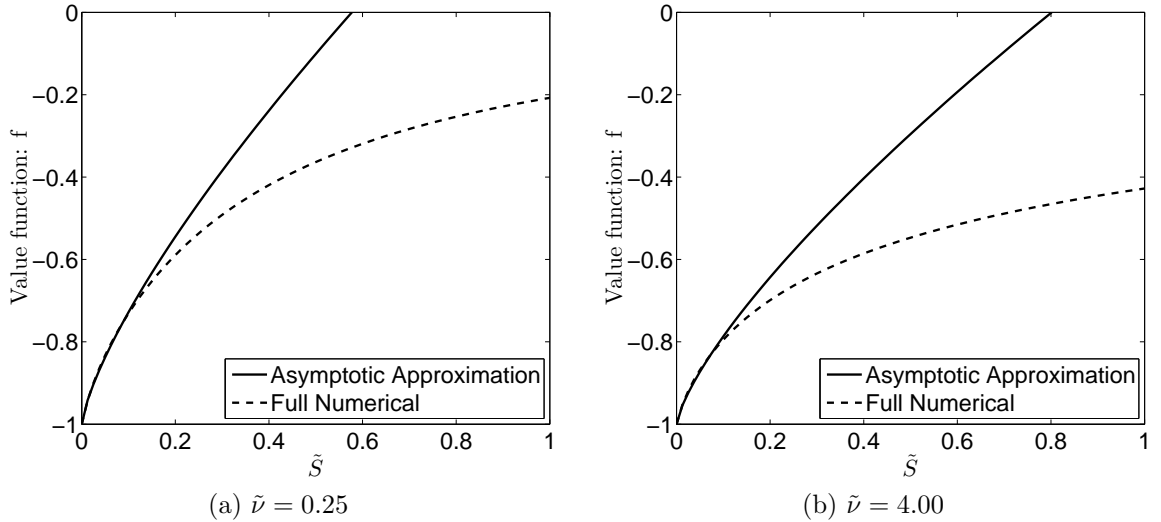 0
−0.2
−0.4
−0.6
−0.8
−1
Value function: f
Asymptotic Approximation
Full Numerical
0 0.2 0.4 0.6 0.8 1
S̃
(a) ν̃ = 0.25
0
−0.2
−0.4
−0.6
−0.8
−1
Value function: f
Asymptotic Approximation
Full Numerical
0 0.2 0.4 0.6 0.8 1
S̃
(b) ν̃ = 4.00